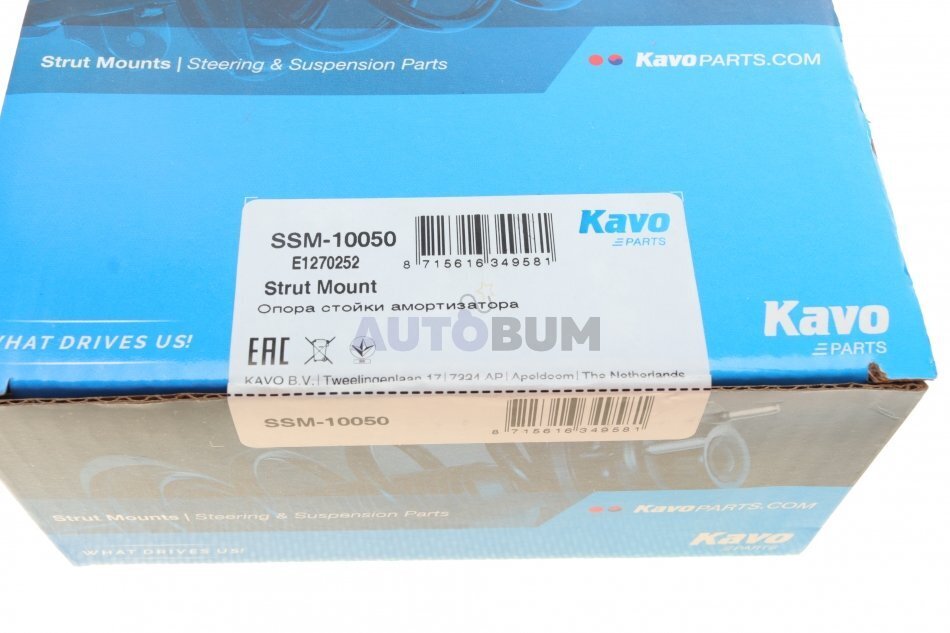 Strut Mounts | Steering & Suspension Parts
KavoPARTS.COM
SSM-10050
E1270252
8 715616 349581
Kavo
PARTS
Strut Mount
Опора стойки амортизатора
AUTOBUM
Kavo
PARTS
WHAT DRIVES US!
EAC
KAVO B.V. | Tweelingenlaan 17 | 7324 AP | Apeldoorn | The Netherlands
SSM-10050
8 715616 349581
Strut Mounts | Steering & Suspension Parts
KavoPARTS.COM
WHAT DRIVES US!
Kavo
PARTS